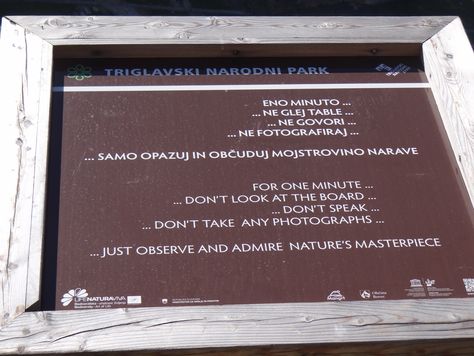 TRIGLAVSKI NARODNI PARK
ENO MINUTO ...
... NE GLEJ TABLE ...
... NE GOVORI ...
... NE FOTOGRAFIRAJ ...
... SAMO OPAZUJ IN OBČUDUJ MOJSTROVINO NARAVE
FOR ONE MINUTE ...
... DON'T LOOK AT THE BOARD ...
... DON'T SPEAK ...
... DON'T TAKE ANY PHOTOGRAPHS ...
... JUST OBSERVE AND ADMIRE NATURE'S MASTERPIECE
LIFENATURAVIVA